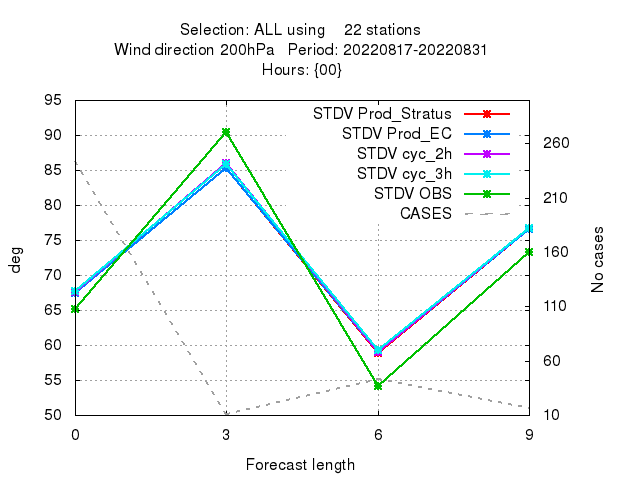 Selection: ALL using    22 stations
Wind direction 200hPa   Period: 20220817-20220831
Hours: {00}
95
90
85
80
75
70
65
60
55
50
deg
STDV Prod_Stratus
STDV Prod_EC
STDV cyc_2h
STDV cyc_3h
STDV OBS
CASES
260
210
160
110
60
10
No cases
0 3 6 9
Forecast length